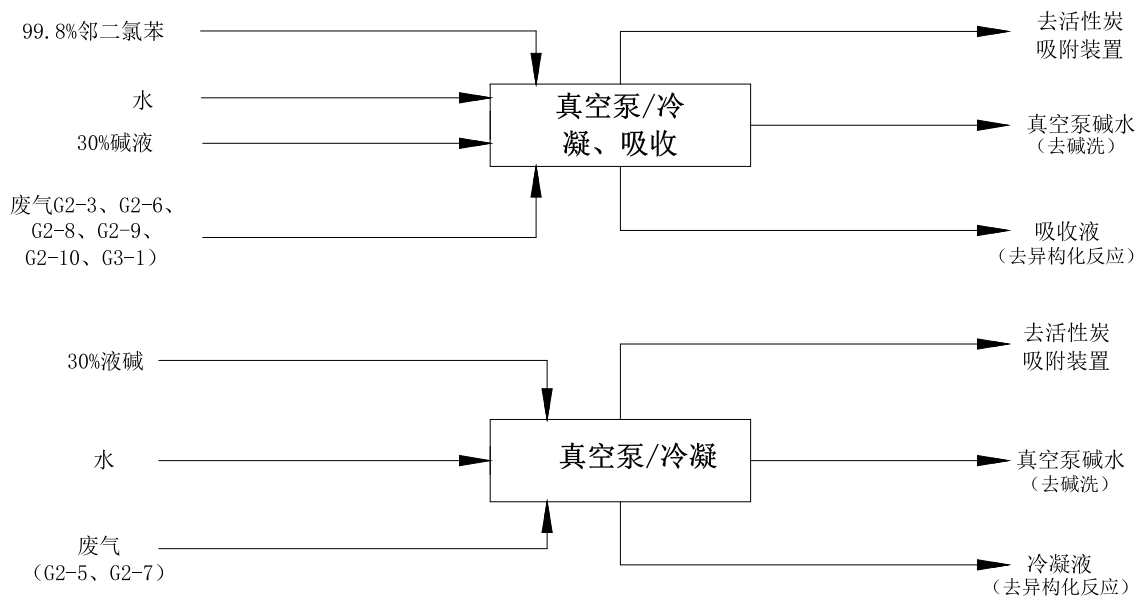 99.8%邻二氯苯
水
30%碱液
废气G2-3、G2-6、
G2-8、G2-9、
G2-10、G3-1）
真空泵/冷
凝、吸收
去活性炭
吸附装置
真空泵碱水
（去碱洗）
吸收液
（去异构化反应）
30%液碱
水
废气
（G2-5、G2-7）
真空泵/冷凝
去活性炭
吸附装置
真空泵碱水
（去碱洗）
冷凝液
（去异构化反应）